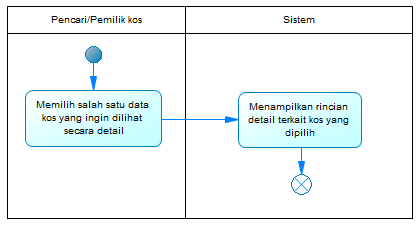 Pencari/Pemilik kos
Sistem
Memilih salah satu data
kos yang ingin dilihat
secara detail
Menampilkan rincian
detail terkait kos yang
dipilih